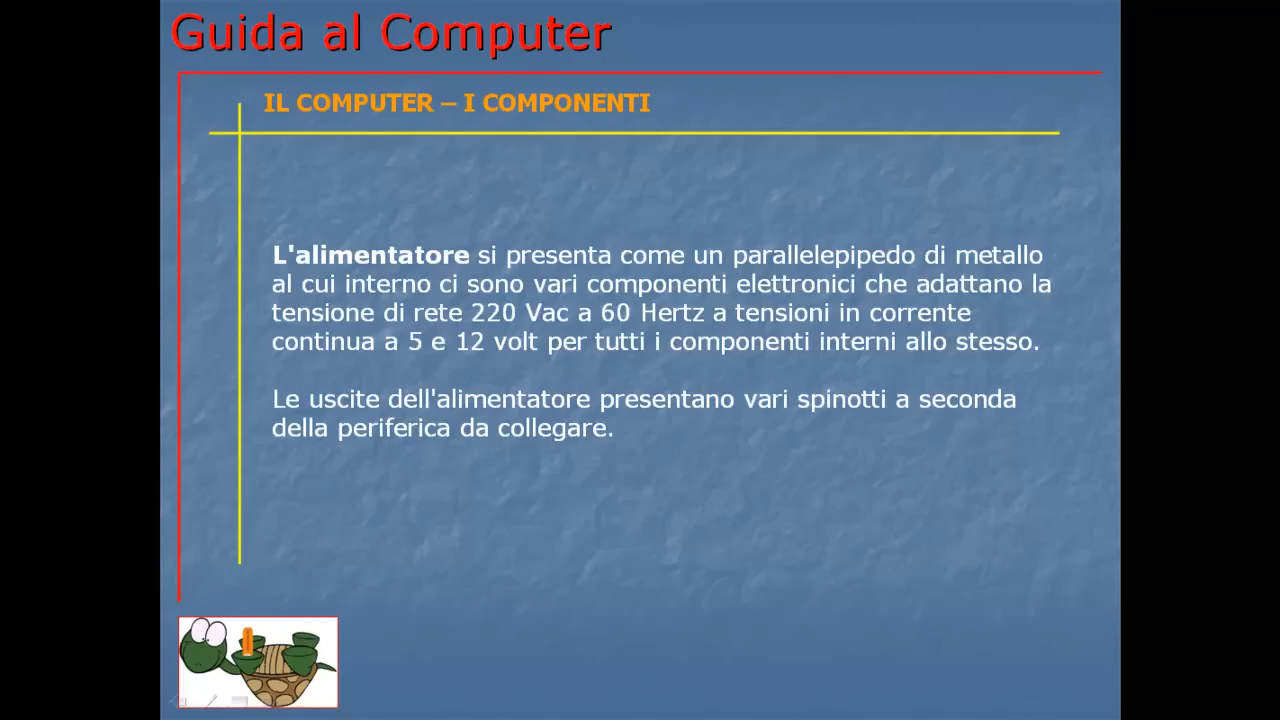 Guida al Computer
IL COMPUTER – I COMPONENTI
L'alimentatore si presenta come un parallelepipedo di metallo
al cui interno ci sono vari componenti elettronici che adattano la
tensione di rete 220 Vac a 60 Hertz a tensioni in corrente
continua a 5 e 12 volt per tutti i componenti interni allo stesso.
Le uscite dell'alimentatore presentano vari spinotti a seconda
della periferica da collegare.